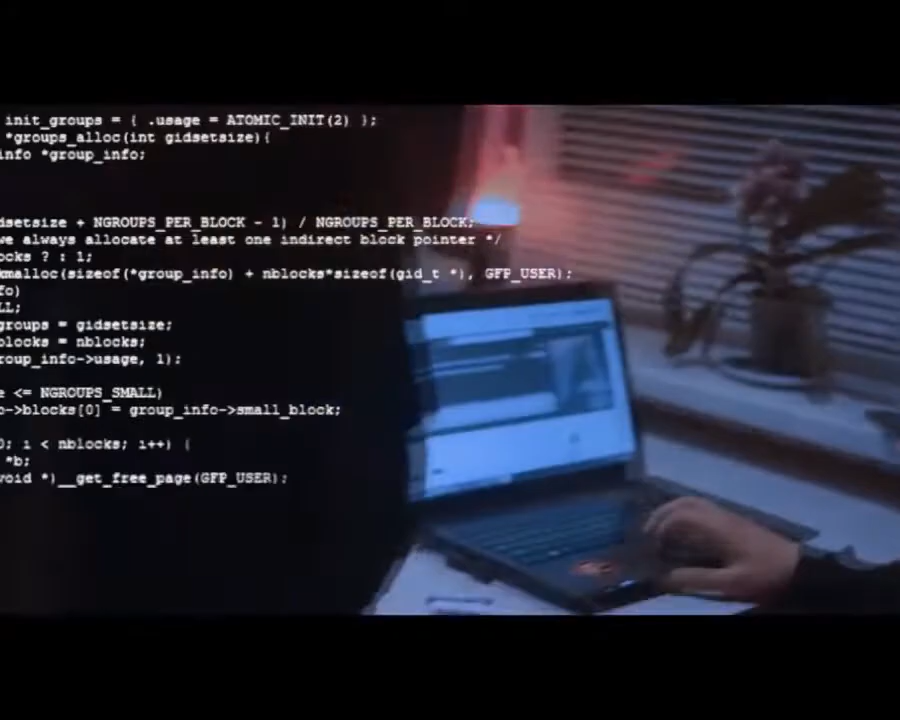 init_groups = { .usage = ATOMIC_INIT(2) };
*groups_alloc(int gidsetsize){
info *group_info;
dsetsize + NGROUPS_PER_BLOCK - 1) / NGROUPS_PER_BLOCK;
we always allocate at least one indirect block pointer */
ocks ? : 1;
kmalloc(sizeof(*group_info) + nblocks*sizeof(gid_t *), GFP_USER);
fo)
LL;
groups = gidsetsize;
blocks = nblocks;
roup_info->usage, 1);
e <= NGROUPS_SMALL)
o->blocks[0] = group_info->small_block;
0; i < nblocks; i++) {
*b;
void *)__get_free_page(GFP_USER);